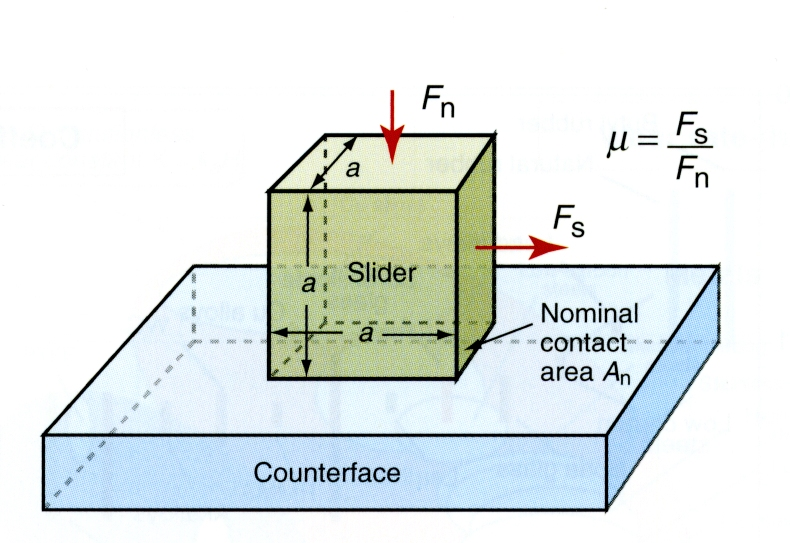 Fn
μ = Fs
Fn
a
Fs
a
Slider
a
Nominal
contact
area An
Counterface